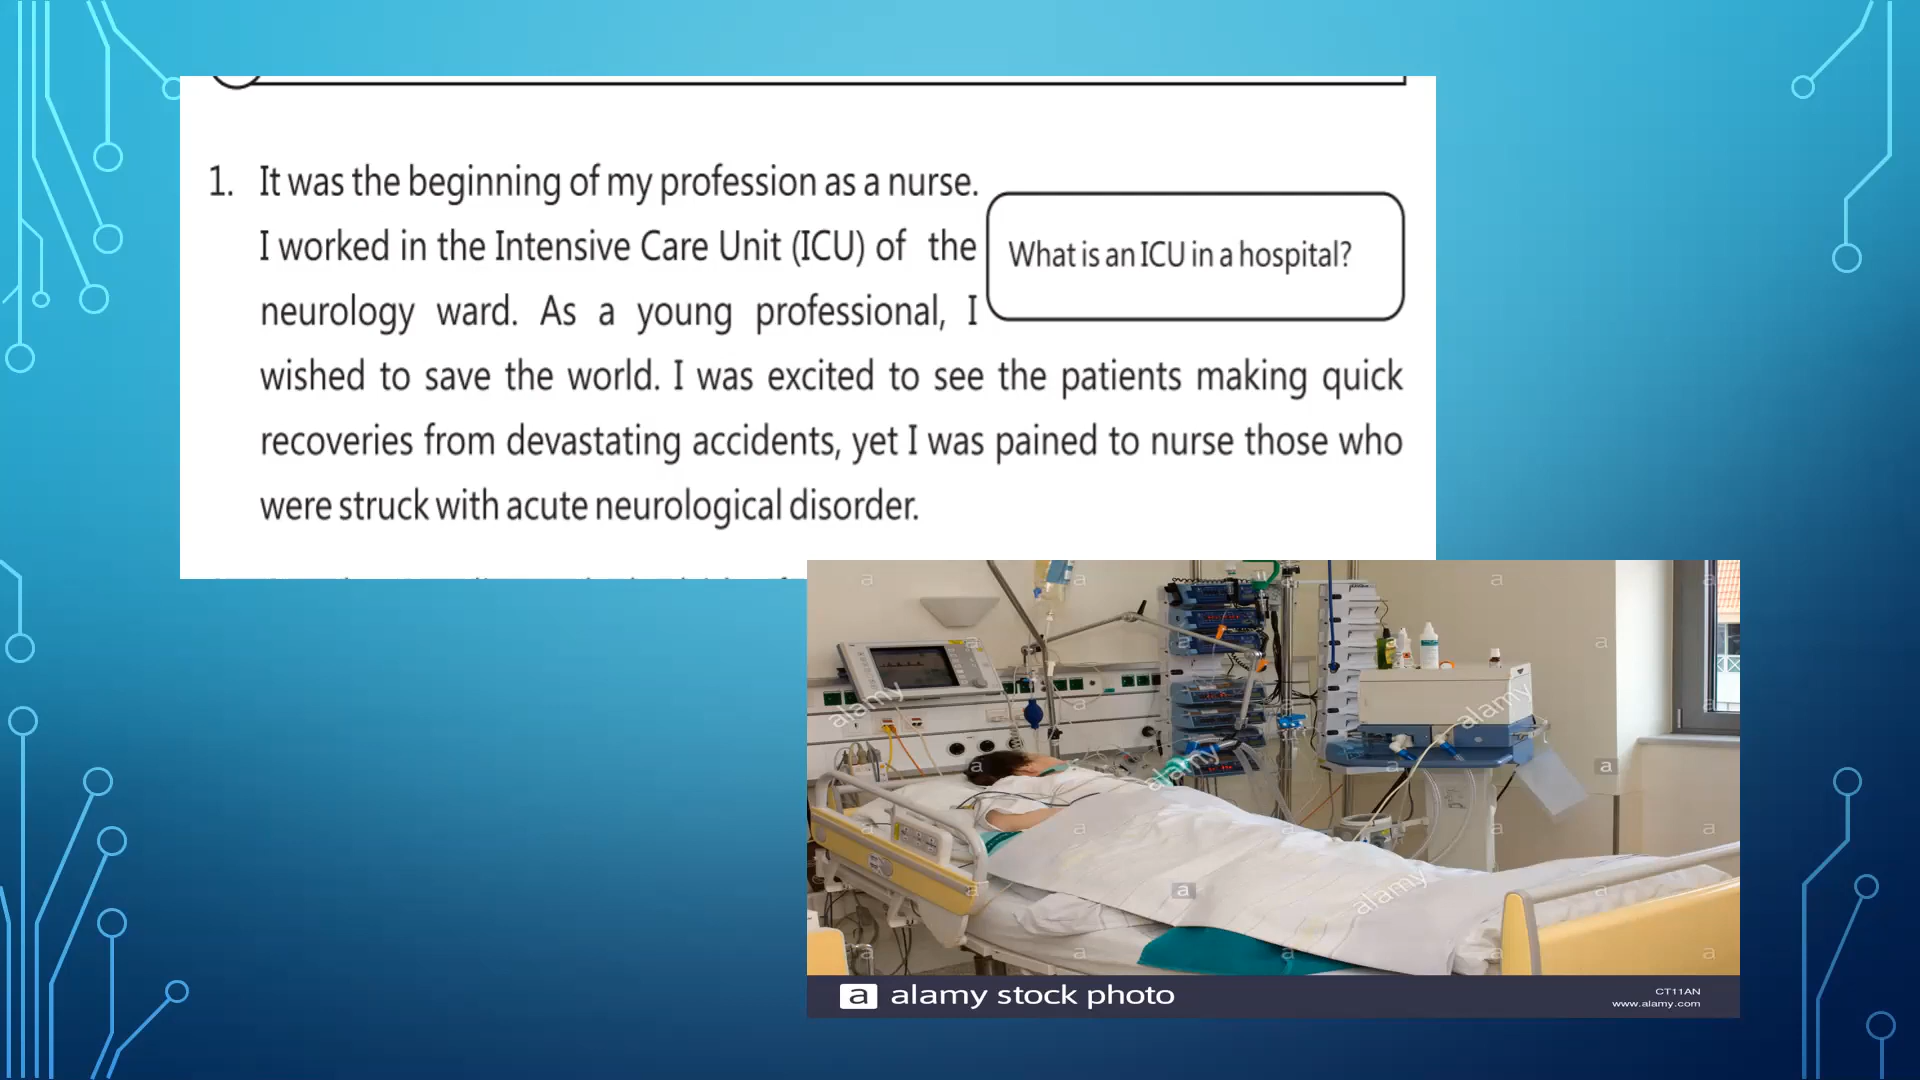 1. It was the beginning of my profession as a nurse.
I worked in the Intensive Care Unit (ICU) of the
neurology ward. As a young professional, I
What is an ICU in a hospital?
wished to save the world. I was excited to see the patients making quick
recoveries from devastating accidents, yet I was pained to nurse those who
were struck with acute neurological disorder.
alamy
alamy
alamy
alamy
a alamy stock photo
CT11AN
www.alamy.com